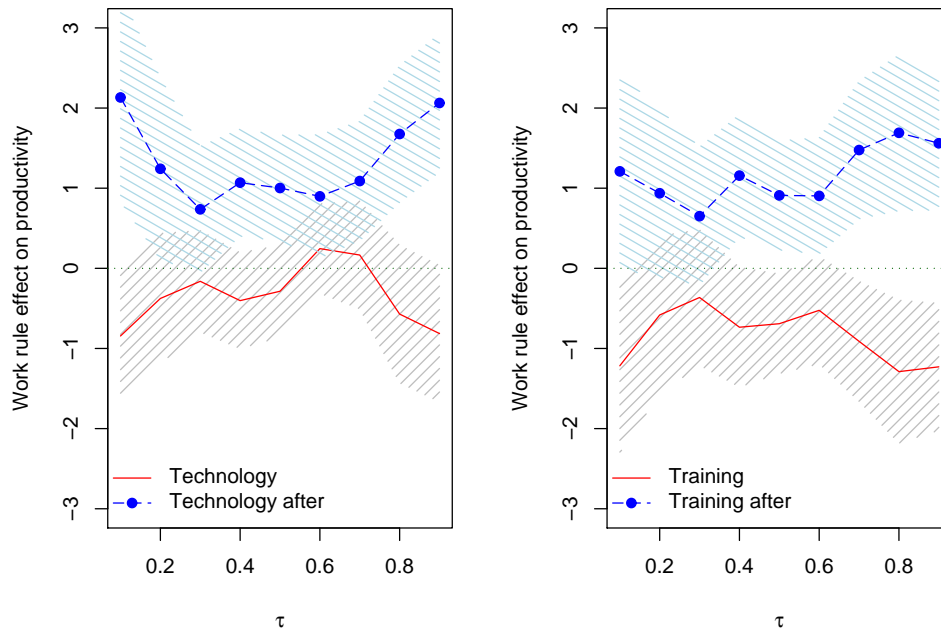 Work rule effect on productivity
3
2
1
0
−1
−2
−3
Technology
Technology after
0.2 0.4 0.6 0.8
τ
Work rule effect on productivity
3
2
1
0
−1
−2
−3
Training
Training after
0.2 0.4 0.6 0.8
τ